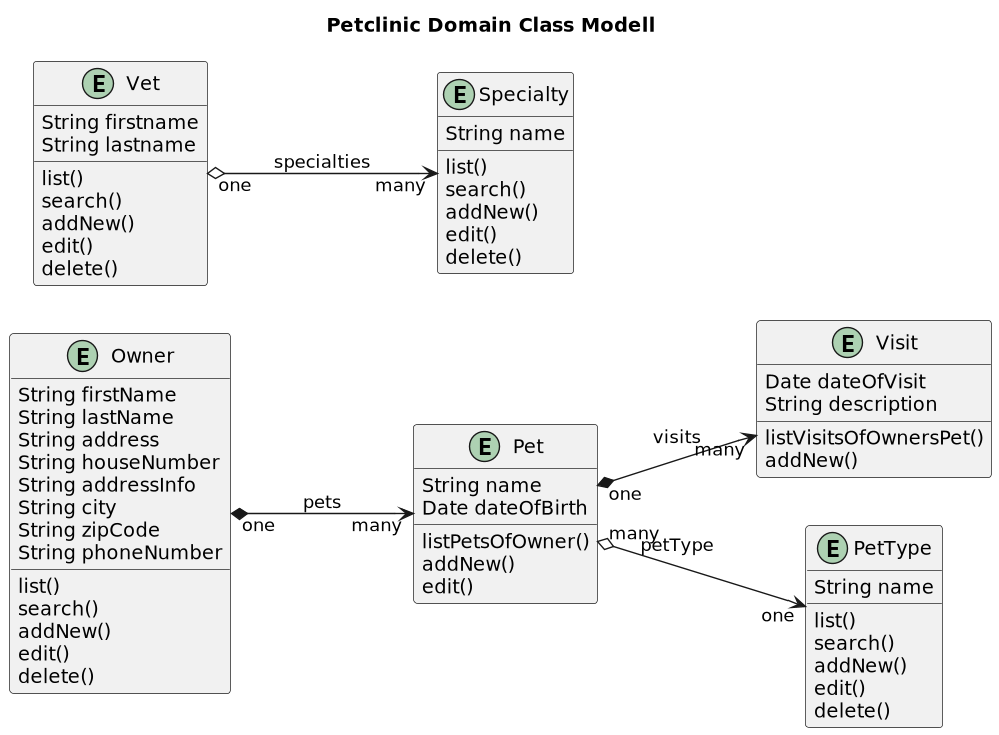 Petclinic Domain Class Modell
E Vet
String firstname
String lastname
list()
search()
addNew()
edit()
delete()
specialties
one
many
E Specialty
String name
list()
search()
addNew()
edit()
delete()
E Owner
String firstName
String lastName
String address
String houseNumber
String addressInfo
String city
String zipCode
String phoneNumber
list()
search()
addNew()
edit()
delete()
pets
one
many
E Pet
String name
Date dateOfBirth
listPetsOfOwner()
addNew()
edit()
visits
many
one
E Visit
Date dateOfVisit
String description
listVisitsOfOwnersPet()
addNew()
many
petType
one
E PetType
String name
list()
search()
addNew()
edit()
delete()